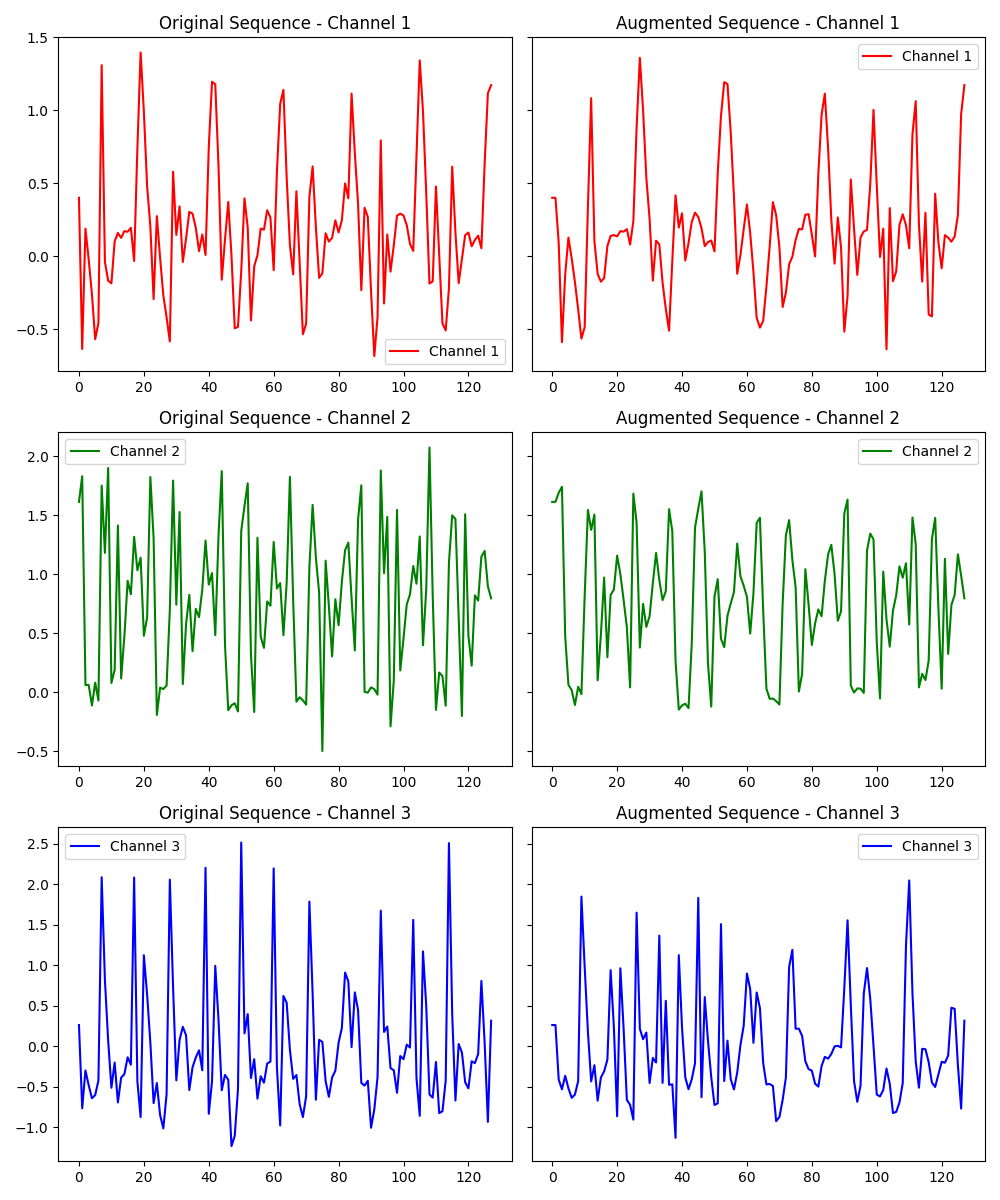 Original Sequence - Channel 1
Augmented Sequence - Channel 1
1.5
1.0
0.5
0.0
−0.5
Channel 1
Channel 1
0 20 40 60 80 100 120
0 20 40 60 80 100 120
Original Sequence - Channel 2
Augmented Sequence - Channel 2
Channel 2
Channel 2
2.0
1.5
1.0
0.5
0.0
−0.5
0 20 40 60 80 100 120
0 20 40 60 80 100 120
Original Sequence - Channel 3
Augmented Sequence - Channel 3
Channel 3
Channel 3
2.5
2.0
1.5
1.0
0.5
0.0
−0.5
−1.0
0 20 40 60 80 100 120
0 20 40 60 80 100 120